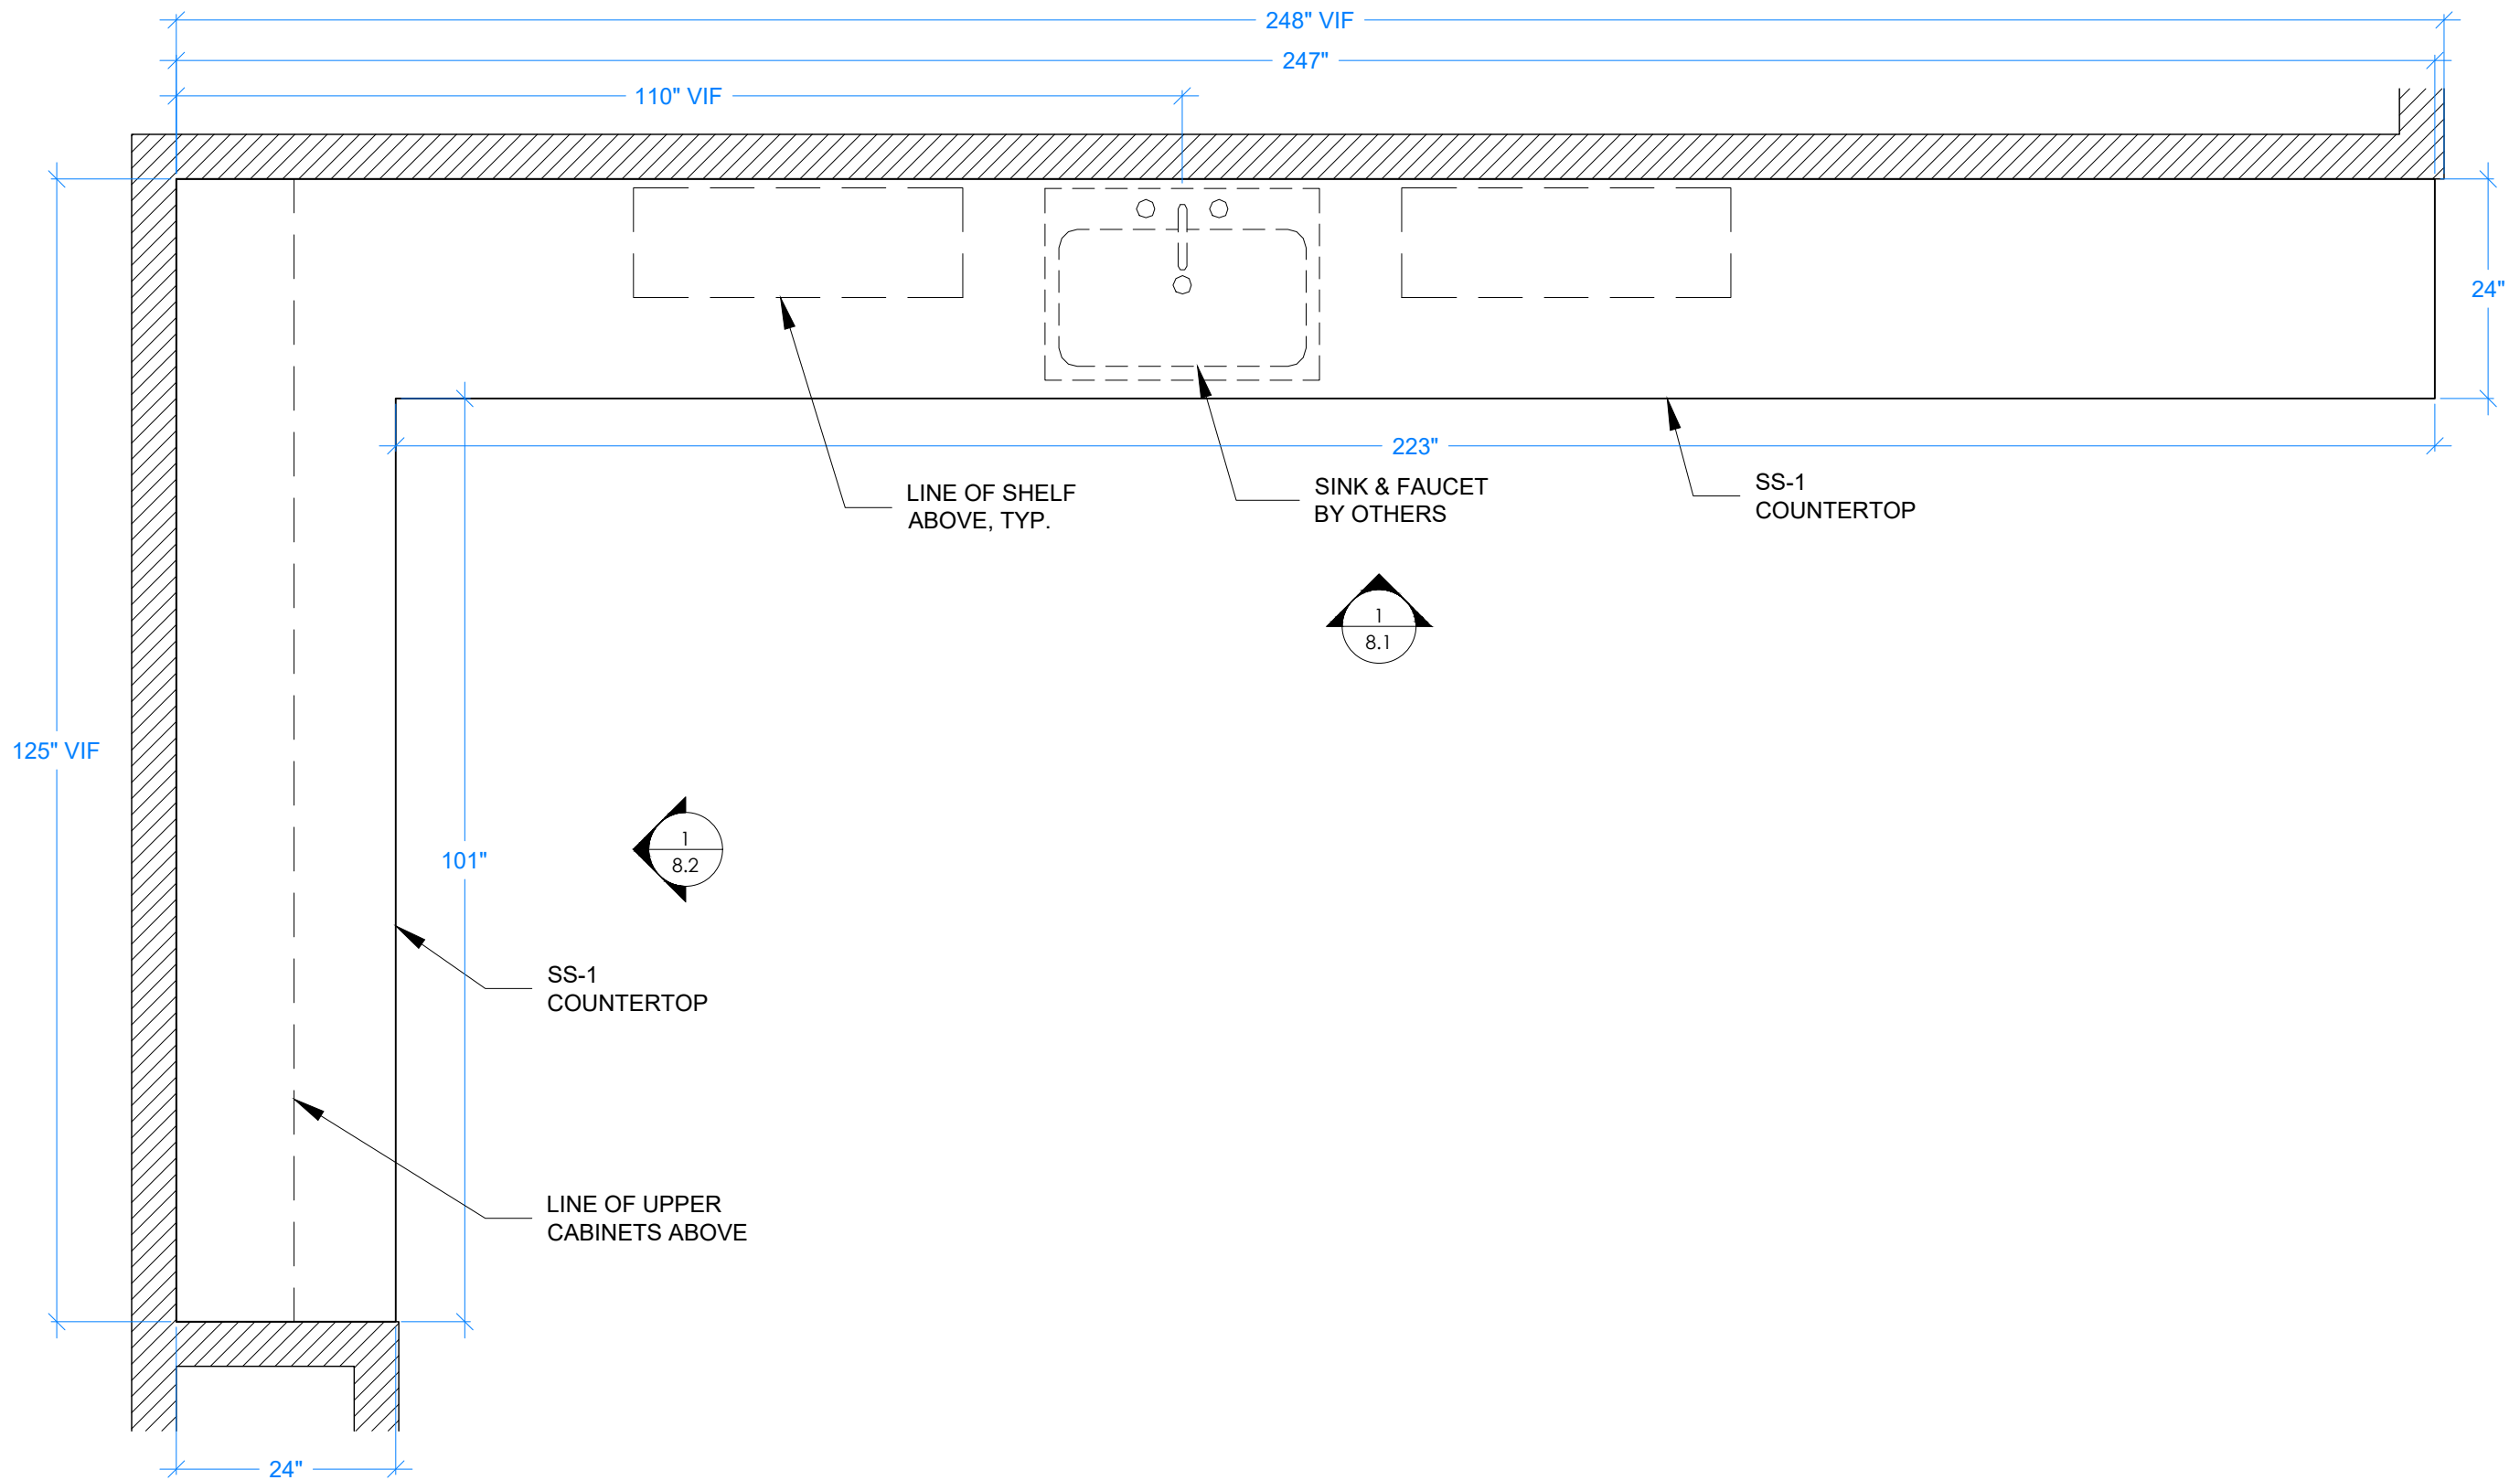 248" VIF
247"
110" VIF
24"
223"
LINE OF SHELF
ABOVE, TYP.
SINK & FAUCET
BY OTHERS
SS-1
COUNTERTOP
1
8.1
125" VIF
1
8.2
101"
SS-1
COUNTERTOP
LINE OF UPPER
CABINETS ABOVE
24"